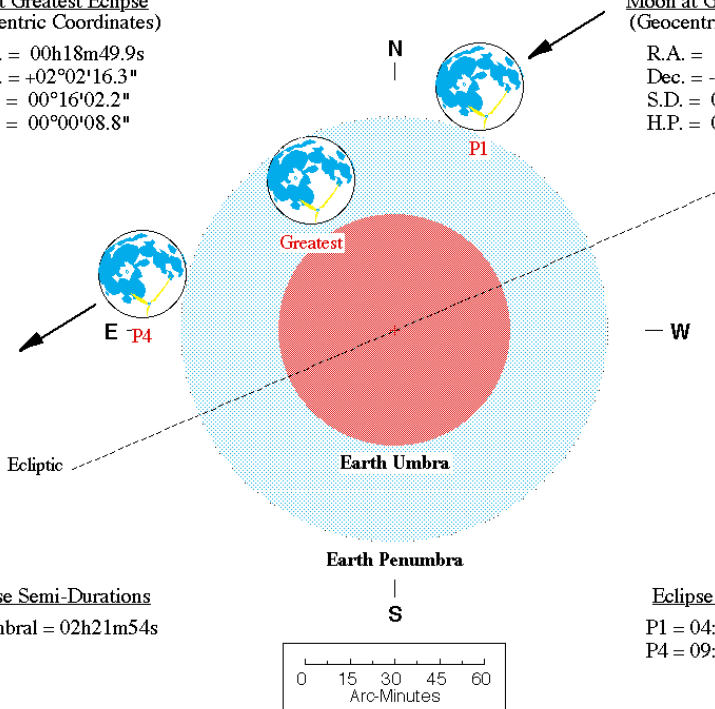 t Greatest Eclipse
entric Coordinates)
. = 00h18m49.9s
. = +02°02'16.3"
= 00°16'02.2"
= 00°00'08.8"
Moon at G
(Geocentri
R.A. =
Dec. = -
S.D. = 0
H.P. = 0
N
P1
Greatest
E
P4
W
Ecliptic
Earth Umbra
Earth Penumbra
S
se Semi-Durations
mbral = 02h21m54s
Eclipse
P1 = 04:
P4 = 09:
0 15 30 45 60
Arc-Minutes